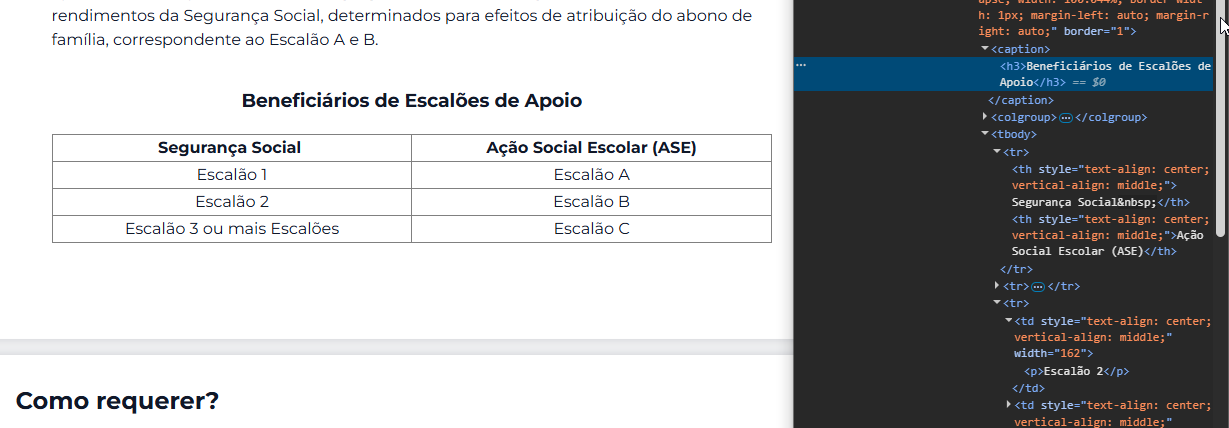 rendimentos da Segurança Social, determinados para efeitos de atribuição do abono de
família, correspondente ao Escalão A e B.
Beneficiários de Escalões de Apoio
Segurança Social Ação Social Escolar (ASE)
Escalão 1 Escalão A
Escalão 2 Escalão B
Escalão 3 ou mais Escalões Escalão C
Como requerer?
h: 1px; margin-left: auto; margin-r
ight: auto;" border="1">
<caption>
<h3>Beneficiários de Escalões de
Apoio</h3> == $0
</caption>
<colgroup>…</colgroup>
<tbody>
<tr>
<th style="text-align: center;
vertical-align: middle;">
Segurança Social&nbsp;</th>
<th style="text-align: center;
vertical-align: middle;">Ação
Social Escolar (ASE)</th>
</tr>
<tr>…</tr>
<tr>
<td style="text-align: center;
vertical-align: middle;"
width="162">
<p>Escalão 2</p>
</td>
<td style="text-align: center;
vertical-align: middle;"